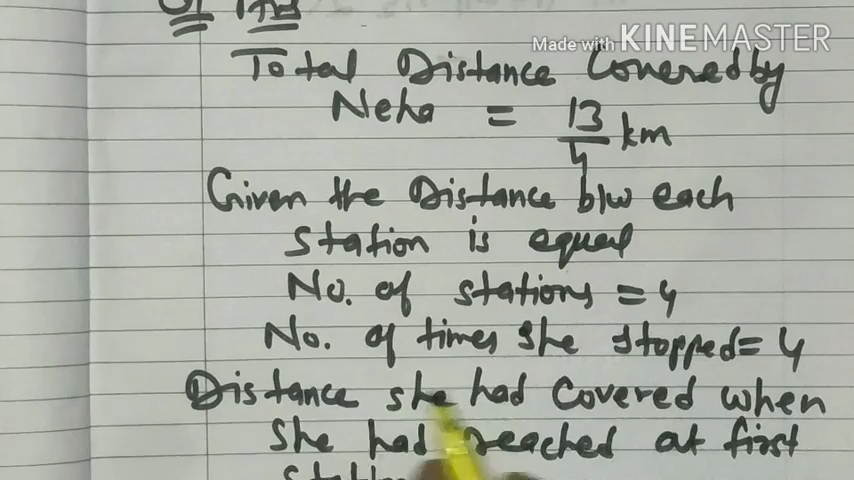 Made with KINEMASTER
Total Distance Covered by
Neha = 13/4 km
Given the Distance b/w each
station is equal
No. of stations = 4
No. of times she stopped = 4
Distance she had covered when
she had reached at first